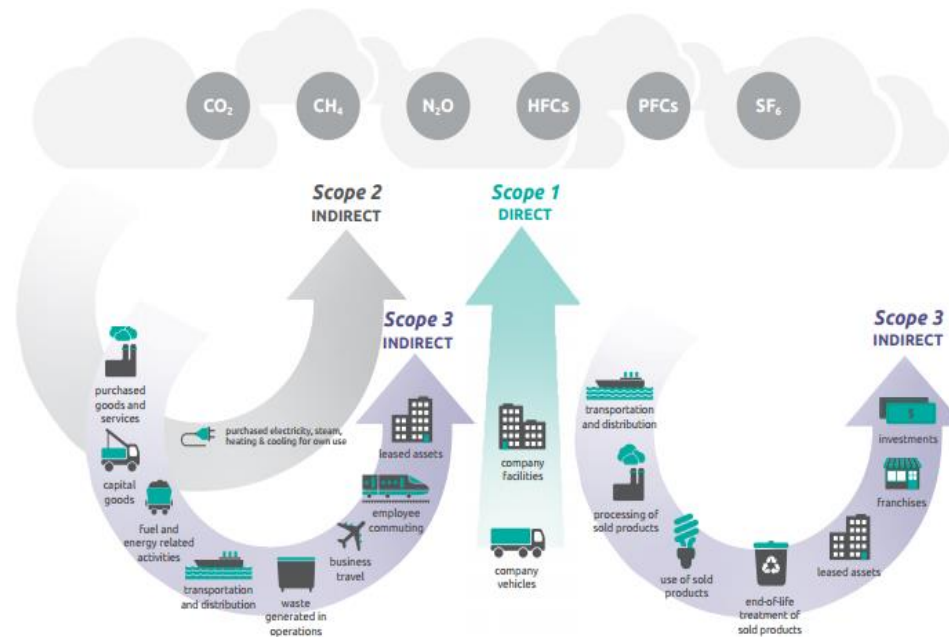 CO₂
CH₄
N₂O
HFCs
PFCs
SF₆
Scope 2
INDIRECT
Scope 1
DIRECT
Scope 3
INDIRECT
Scope 3
INDIRECT
purchased
goods and
services
purchased electricity, steam,
heating & cooling for own use
capital
goods
fuel and
energy related
activities
transportation
and distribution
waste
generated in
operations
business
travel
employee
commuting
leased assets
company
facilities
company
vehicles
transportation
and distribution
processing of
sold products
use of sold
products
end-of-life
treatment of
sold products
leased assets
franchises
$
investments